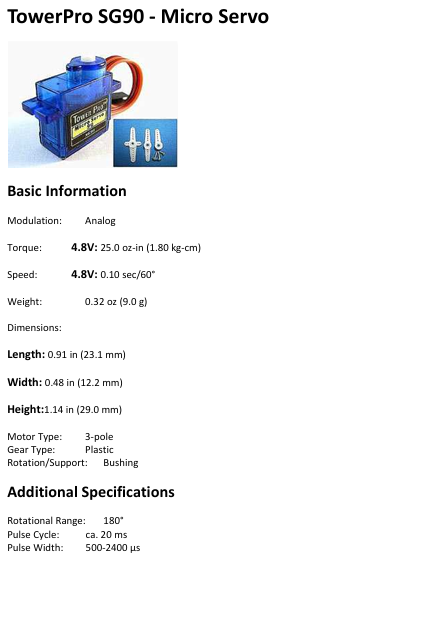 TowerPro SG90 - Micro Servo
Tower Pro
Basic Information
Modulation: Analog
Torque: 4.8V: 25.0 oz-in (1.80 kg-cm)
Speed: 4.8V: 0.10 sec/60°
Weight: 0.32 oz (9.0 g)
Dimensions:
Length: 0.91 in (23.1 mm)
Width: 0.48 in (12.2 mm)
Height:1.14 in (29.0 mm)
Motor Type: 3-pole
Gear Type: Plastic
Rotation/Support: Bushing
Additional Specifications
Rotational Range: 180°
Pulse Cycle: ca. 20 ms
Pulse Width: 500-2400 µs